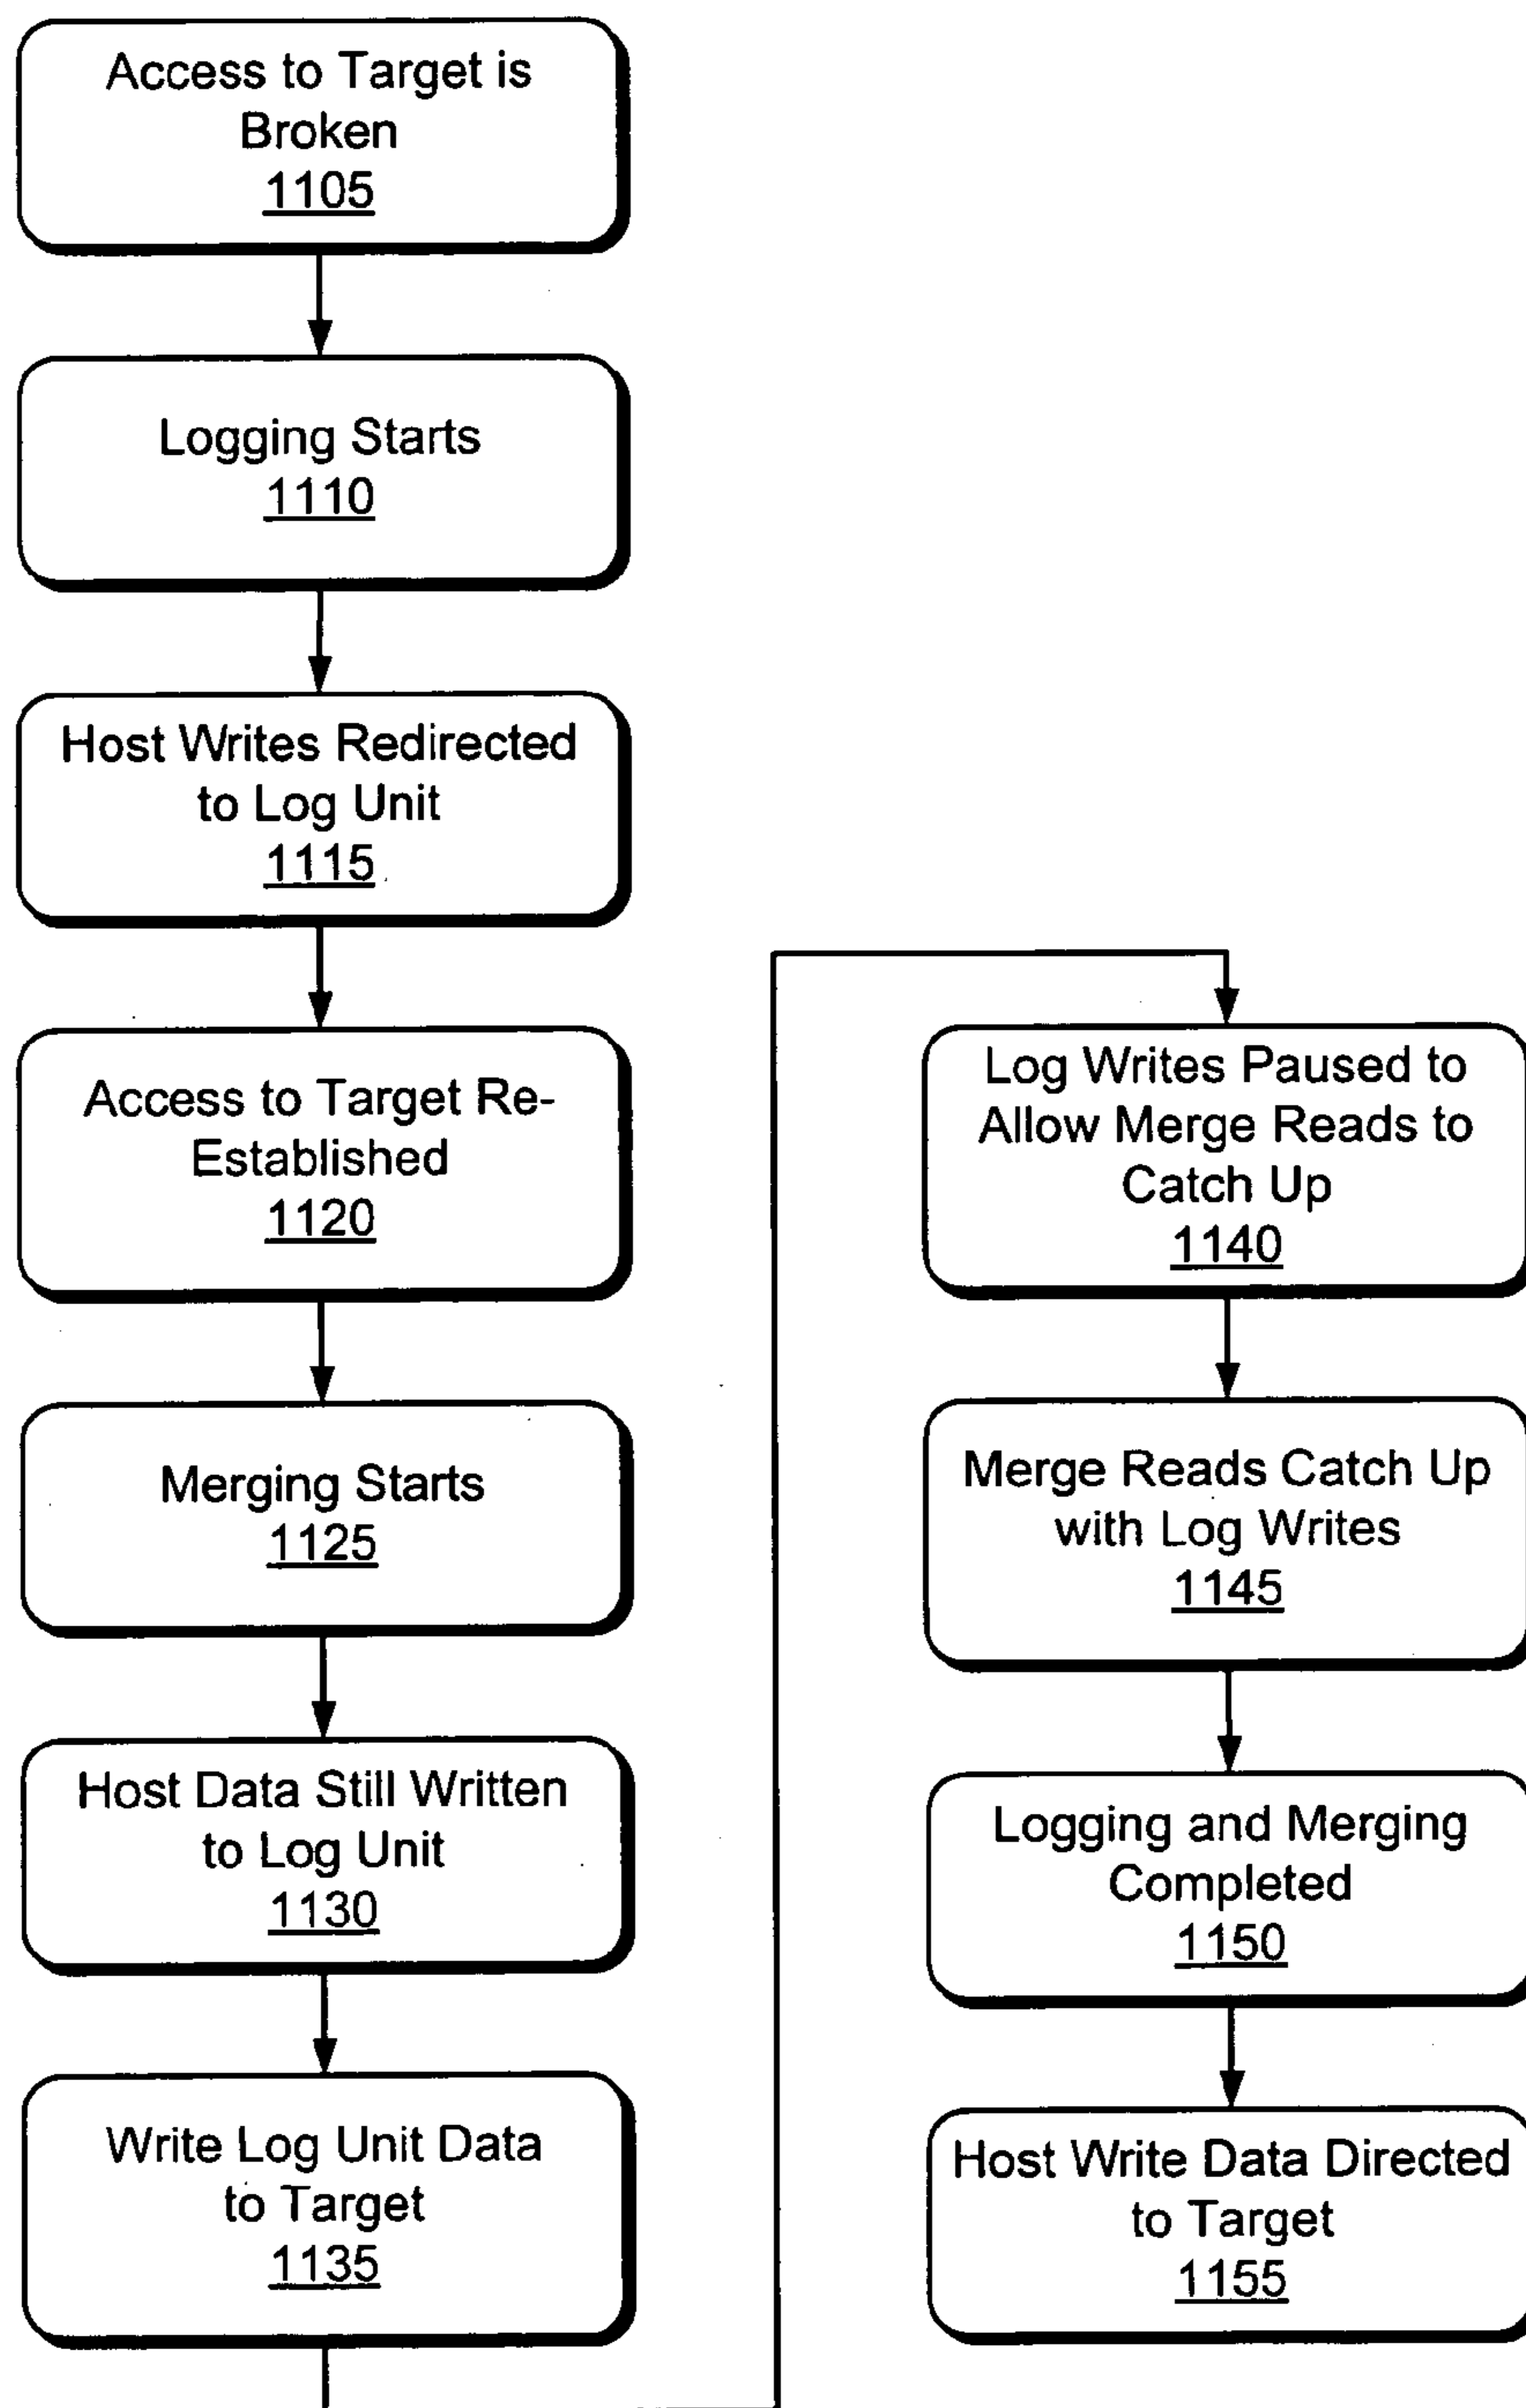 Access to Target is
Broken
1105
Logging Starts
1110
Host Writes Redirected
to Log Unit
1115
Access to Target Re-
Established
1120
Merging Starts
1125
Host Data Still Written
to Log Unit
1130
Write Log Unit Data
to Target
1135
Log Writes Paused to
Allow Merge Reads to
Catch Up
1140
Merge Reads Catch Up
with Log Writes
1145
Logging and Merging
Completed
1150
Host Write Data Directed
to Target
1155